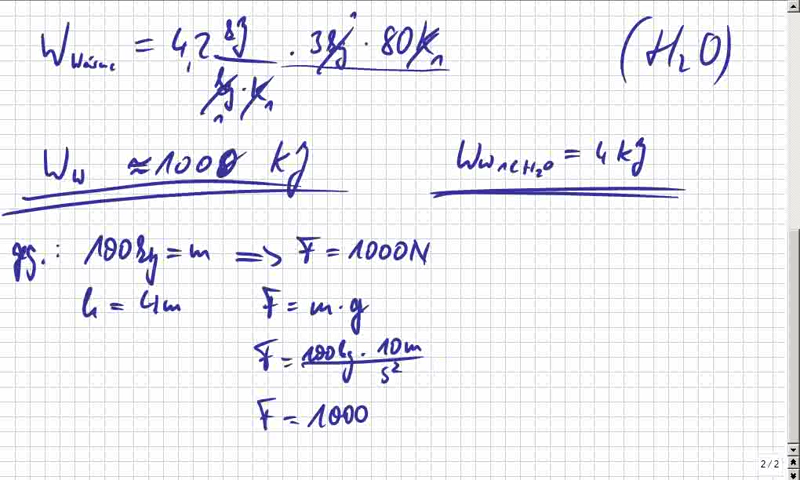 W_Wärme = 4,2 kJ/(kg·K) · 3kg · 80K (H₂O)
W_W ≈ 1000 kJ W_W 1l H₂O = 4 kJ
geg.: 100kg = m => F = 1000N
h = 4m F = m · g
F = 100kg · 10m/s²
F = 1000
2/2